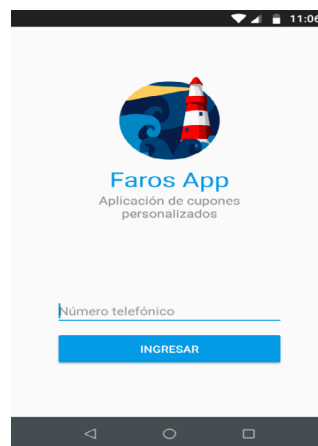 11:06
Faros App
Aplicación de cupones
personalizados
Número telefónico
INGRESAR